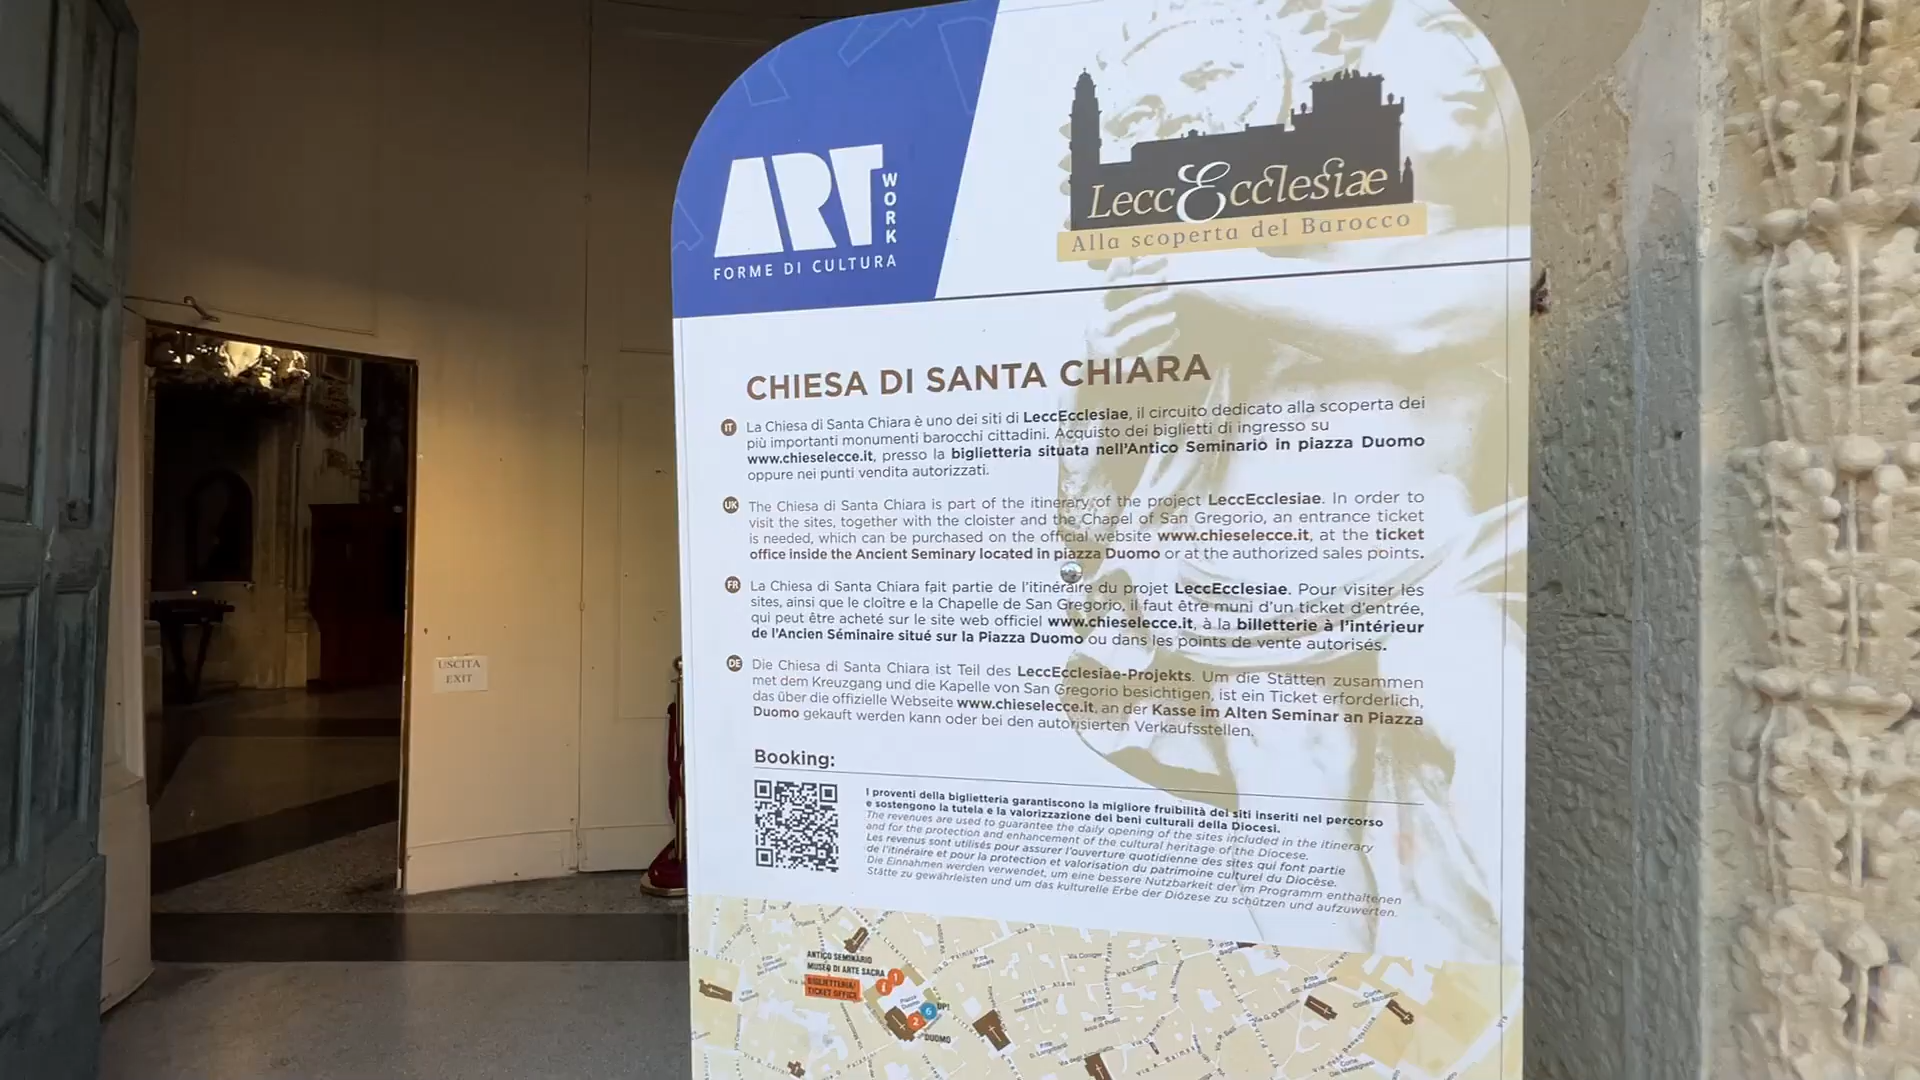 ART WORK
FORME DI CULTURA
LeccEcclesiae
Alla scoperta del Barocco
CHIESA DI SANTA CHIARA
IT
La Chiesa di Santa Chiara è uno dei siti di LeccEcclesiae, il circuito dedicato alla scoperta dei
più importanti monumenti barocchi cittadini. Acquisto dei biglietti di ingresso su
www.chieselecce.it, presso la biglietteria situata nell'Antico Seminario in piazza Duomo
oppure nei punti vendita autorizzati.
UK
The Chiesa di Santa Chiara is part of the itinerary of the project LeccEcclesiae. In order to
visit the sites, together with the cloister and the Chapel of San Gregorio, an entrance ticket
is needed, which can be purchased on the official website www.chieselecce.it, at the ticket
office inside the Ancient Seminary located in piazza Duomo or at the authorized sales points.
FR
La Chiesa di Santa Chiara fait partie de l'itinéraire du projet LeccEcclesiae. Pour visiter les
sites, ainsi que le cloître e la Chapelle de San Gregorio, il faut être muni d'un ticket d'entrée,
qui peut être acheté sur le site web officiel www.chieselecce.it, à la billetterie à l'intérieur
de l'Ancien Séminaire situé sur la Piazza Duomo ou dans les points de vente autorisés.
DE
Die Chiesa di Santa Chiara ist Teil des LeccEcclesiae-Projekts. Um die Stätten zusammen
met dem Kreuzgang und die Kapelle von San Gregorio besichtigen, ist ein Ticket erforderlich,
das über die offizielle Webseite www.chieselecce.it, an der Kasse im Alten Seminar an Piazza
Duomo gekauft werden kann oder bei den autorisierten Verkaufsstellen.
Booking:
I proventi della biglietteria garantiscono la migliore fruibilità dei siti inseriti nel percorso
e sostengono la tutela e la valorizzazione dei beni culturali della Diocesi.
The revenues are used to guarantee the daily opening of the sites included in the itinerary
and for the protection and enhancement of the cultural heritage of the Diocese.
Les revenus sont utilisés pour assurer l'ouverture quotidienne des sites qui font partie
de l'itinéraire et pour la protection et valorisation du patrimoine culturel du Diocèse.
Die Einnahmen werden verwendet, um eine bessere Nutzbarkeit der im Programm enthaltenen
Stätte zu gewährleisten und um das kulturelle Erbe der Diözese zu schützen und aufzuwerten.
USCITA
EXIT
ANTICO SEMINARIO
MUSEO DI ARTE SACRA
BIGLIETTERIA/
TICKET OFFICE
1
i
Piazza
Duomo
6
2
DUOMO